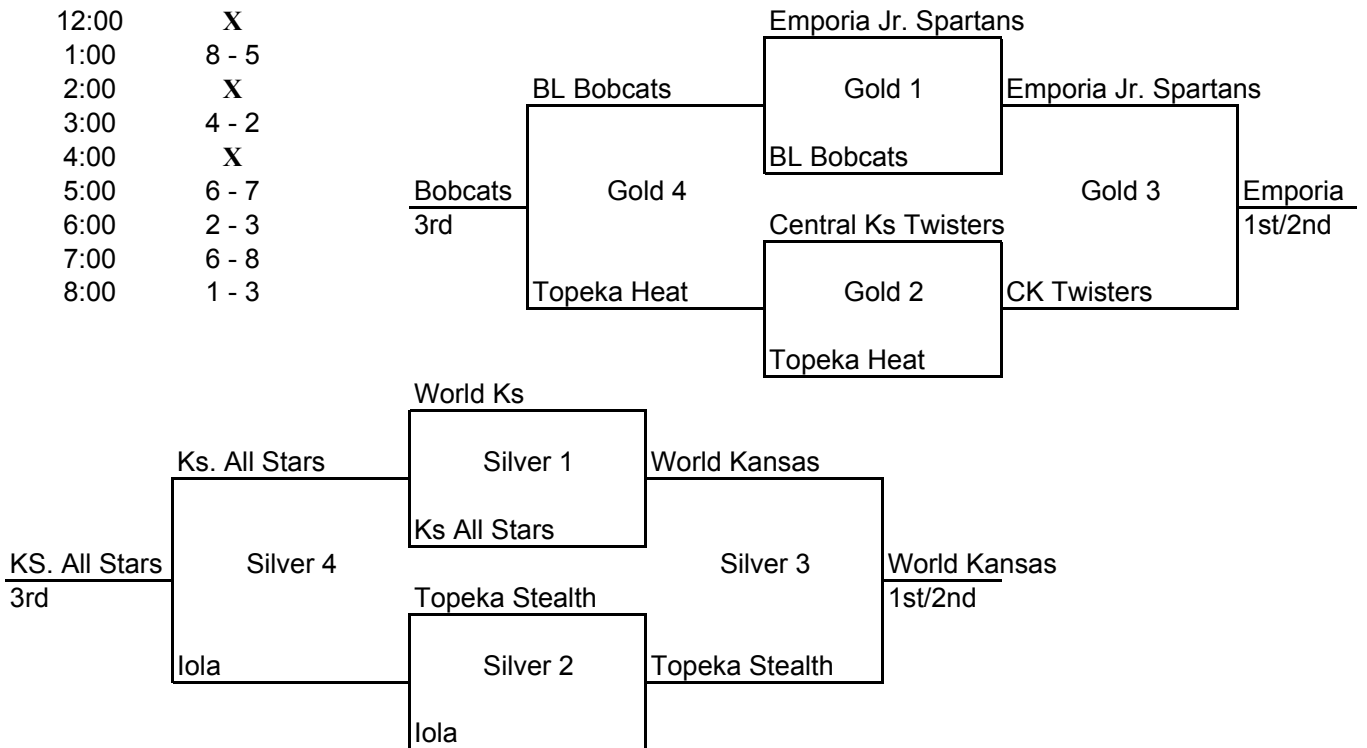 12:00 X Emporia Jr. Spartans
1:00 8 - 5
2:00 X BL Bobcats Gold 1 Emporia Jr. Spartans
3:00 4 - 2
4:00 X BL Bobcats
5:00 6 - 7 Bobcats Gold 4 Gold 3 Emporia
6:00 2 - 3 3rd Central Ks Twisters 1st/2nd
7:00 6 - 8
8:00 1 - 3 Topeka Heat Gold 2 CK Twisters
Topeka Heat
World Ks
Ks. All Stars Silver 1 World Kansas
Ks All Stars
KS. All Stars Silver 4 Silver 3 World Kansas
3rd Topeka Stealth 1st/2nd
Iola Silver 2 Topeka Stealth
Iola